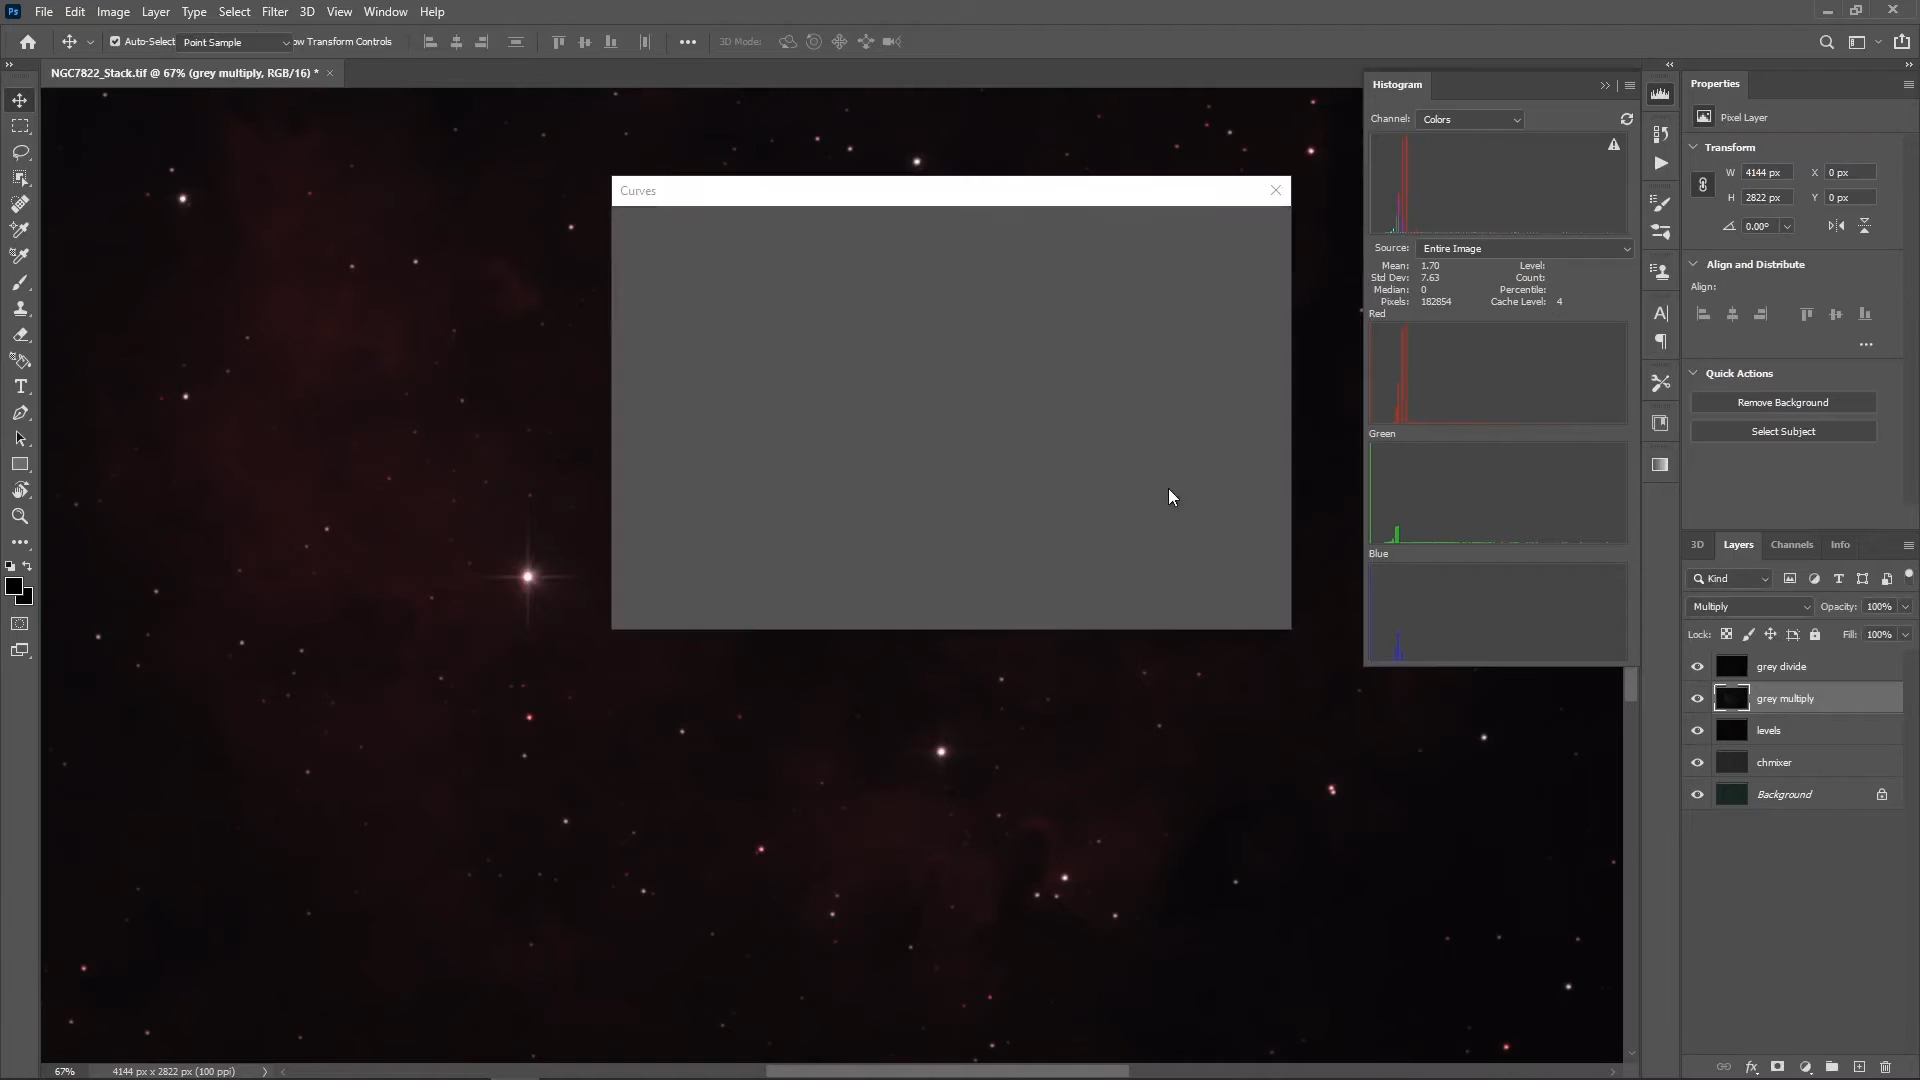 Ps File Edit Image Layer Type Select Filter 3D View Window Help
Auto-Select Point Sample ow Transform Controls 3D Mode:
NGC7822_Stack.tif @ 67% (grey multiply, RGB/16) *
Curves
Histogram
Channel: Colors
Source: Entire Image
Mean: 1.70 Level:
Std Dev: 7.63 Count:
Median: 0 Percentile:
Pixels: 182854 Cache Level: 4
Red
Green
Blue
Properties
Pixel Layer
Transform
W 4144 px X 0 px
H 2822 px Y 0 px
0.00°
Align and Distribute
Align:
Quick Actions
Remove Background
Select Subject
3D Layers Channels Info
Kind
Multiply Opacity: 100%
Lock: Fill: 100%
grey divide
grey multiply
levels
chmixer
Background
67% 4144 px x 2822 px (100 ppi)